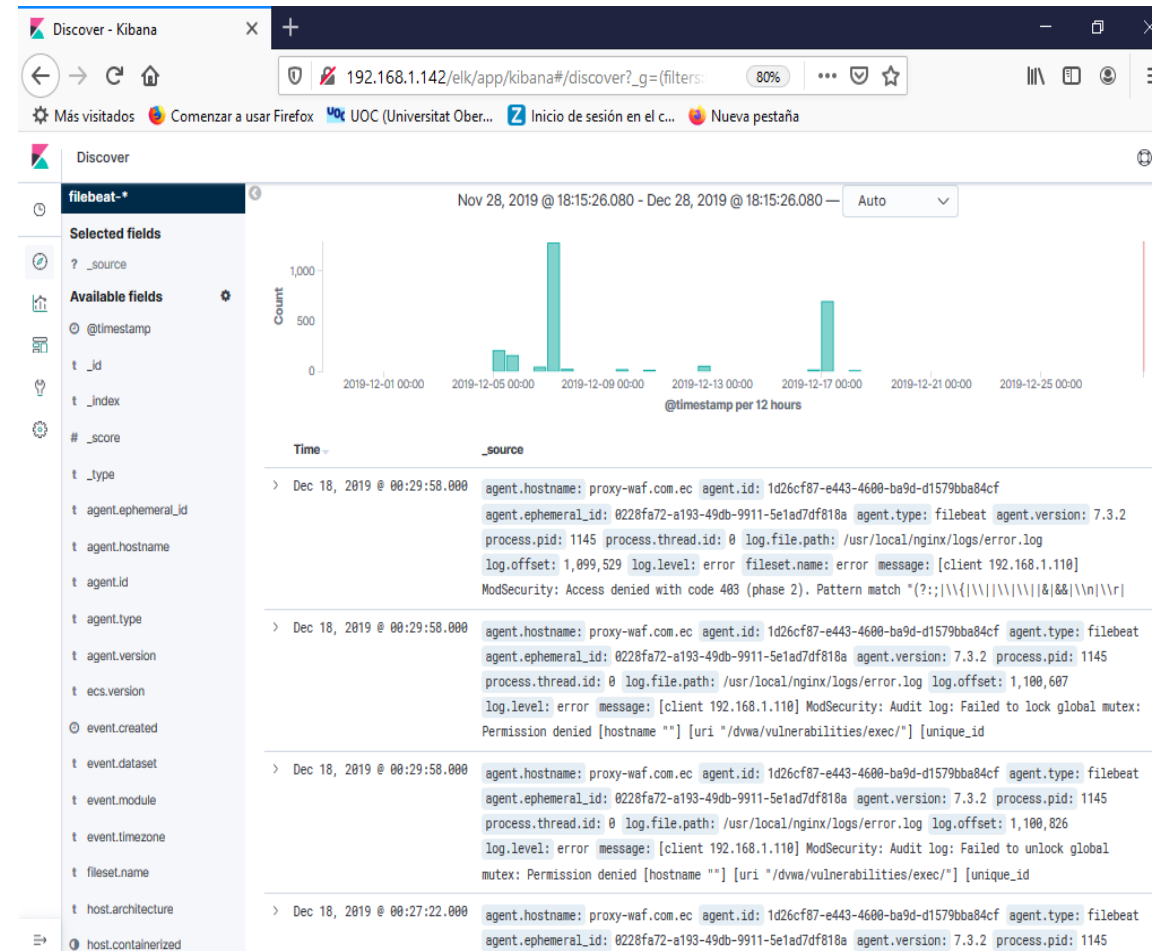 Discover - Kibana
192.168.1.142/elk/app/kibana#/discover?_g=(filters:
80%
Más visitados
Comenzar a usar Firefox
UOC (Universitat Ober...
Inicio de sesión en el c...
Nueva pestaña
Discover
filebeat-*
Selected fields
? _source
Available fields
@timestamp
t _id
t _index
# _score
t _type
t agent.ephemeral_id
t agent.hostname
t agent.id
t agent.type
t agent.version
t ecs.version
event.created
t event.dataset
t event.module
t event.timezone
t fileset.name
t host.architecture
host.containerized
Nov 28, 2019 @ 18:15:26.080 - Dec 28, 2019 @ 18:15:26.080 —
Auto
Count
1,000
500
0
2019-12-01 00:00
2019-12-05 00:00
2019-12-09 00:00
2019-12-13 00:00
2019-12-17 00:00
2019-12-21 00:00
2019-12-25 00:00
@timestamp per 12 hours
Time
_source
Dec 18, 2019 @ 00:29:58.000
agent.hostname: proxy-waf.com.ec agent.id: 1d26cf87-e443-4600-ba9d-d1579bba84cf
agent.ephemeral_id: 0228fa72-a193-49db-9911-5e1ad7df818a agent.type: filebeat agent.version: 7.3.2
process.pid: 1145 process.thread.id: 0 log.file.path: /usr/local/nginx/logs/error.log
log.offset: 1,099,529 log.level: error fileset.name: error message: [client 192.168.1.110]
ModSecurity: Access denied with code 403 (phase 2). Pattern match "(?:;|\\{|\\||\\|\\||&|&&|\\n|\\r|
Dec 18, 2019 @ 00:29:58.000
agent.hostname: proxy-waf.com.ec agent.id: 1d26cf87-e443-4600-ba9d-d1579bba84cf agent.type: filebeat
agent.ephemeral_id: 0228fa72-a193-49db-9911-5e1ad7df818a agent.version: 7.3.2 process.pid: 1145
process.thread.id: 0 log.file.path: /usr/local/nginx/logs/error.log log.offset: 1,100,607
log.level: error message: [client 192.168.1.110] ModSecurity: Audit log: Failed to lock global mutex:
Permission denied [hostname ""] [uri "/dvwa/vulnerabilities/exec/"] [unique_id
Dec 18, 2019 @ 00:29:58.000
agent.hostname: proxy-waf.com.ec agent.id: 1d26cf87-e443-4600-ba9d-d1579bba84cf agent.type: filebeat
agent.ephemeral_id: 0228fa72-a193-49db-9911-5e1ad7df818a agent.version: 7.3.2 process.pid: 1145
process.thread.id: 0 log.file.path: /usr/local/nginx/logs/error.log log.offset: 1,100,826
log.level: error message: [client 192.168.1.110] ModSecurity: Audit log: Failed to unlock global
mutex: Permission denied [hostname ""] [uri "/dvwa/vulnerabilities/exec/"] [unique_id
Dec 18, 2019 @ 00:27:22.000
agent.hostname: proxy-waf.com.ec agent.id: 1d26cf87-e443-4600-ba9d-d1579bba84cf agent.type: filebeat
agent.ephemeral_id: 0228fa72-a193-49db-9911-5e1ad7df818a agent.version: 7.3.2 process.pid: 1145